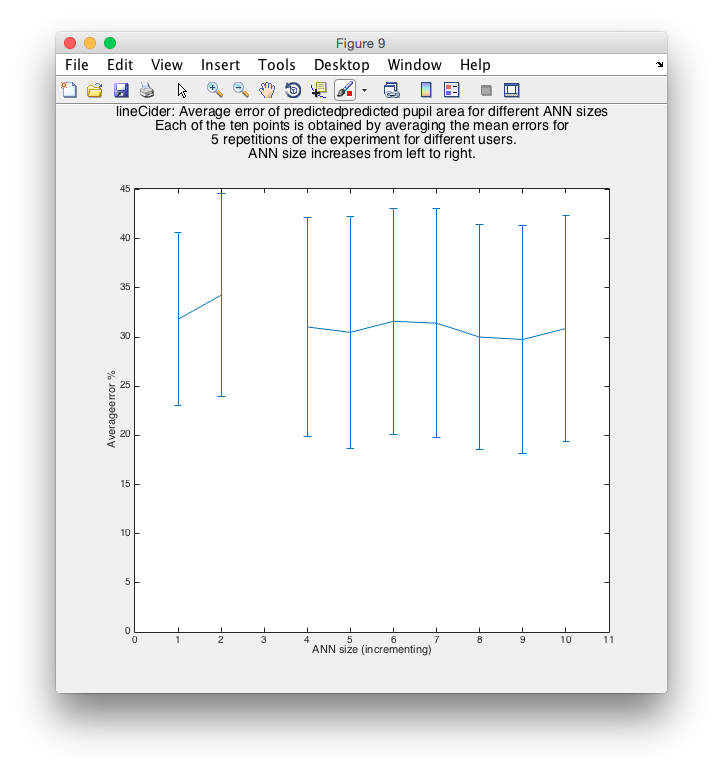 Figure 9
File Edit View Insert Tools Desktop Window Help
lineCider: Average error of predictedpredicted pupil area for different ANN sizes
Each of the ten points is obtained by averaging the mean errors for
5 repetitions of the experiment for different users.
ANN size increases from left to right.
45
40
35
30
25
20
15
10
5
0
Averageerror %
0 1 2 3 4 5 6 7 8 9 10 11
ANN size (incrementing)